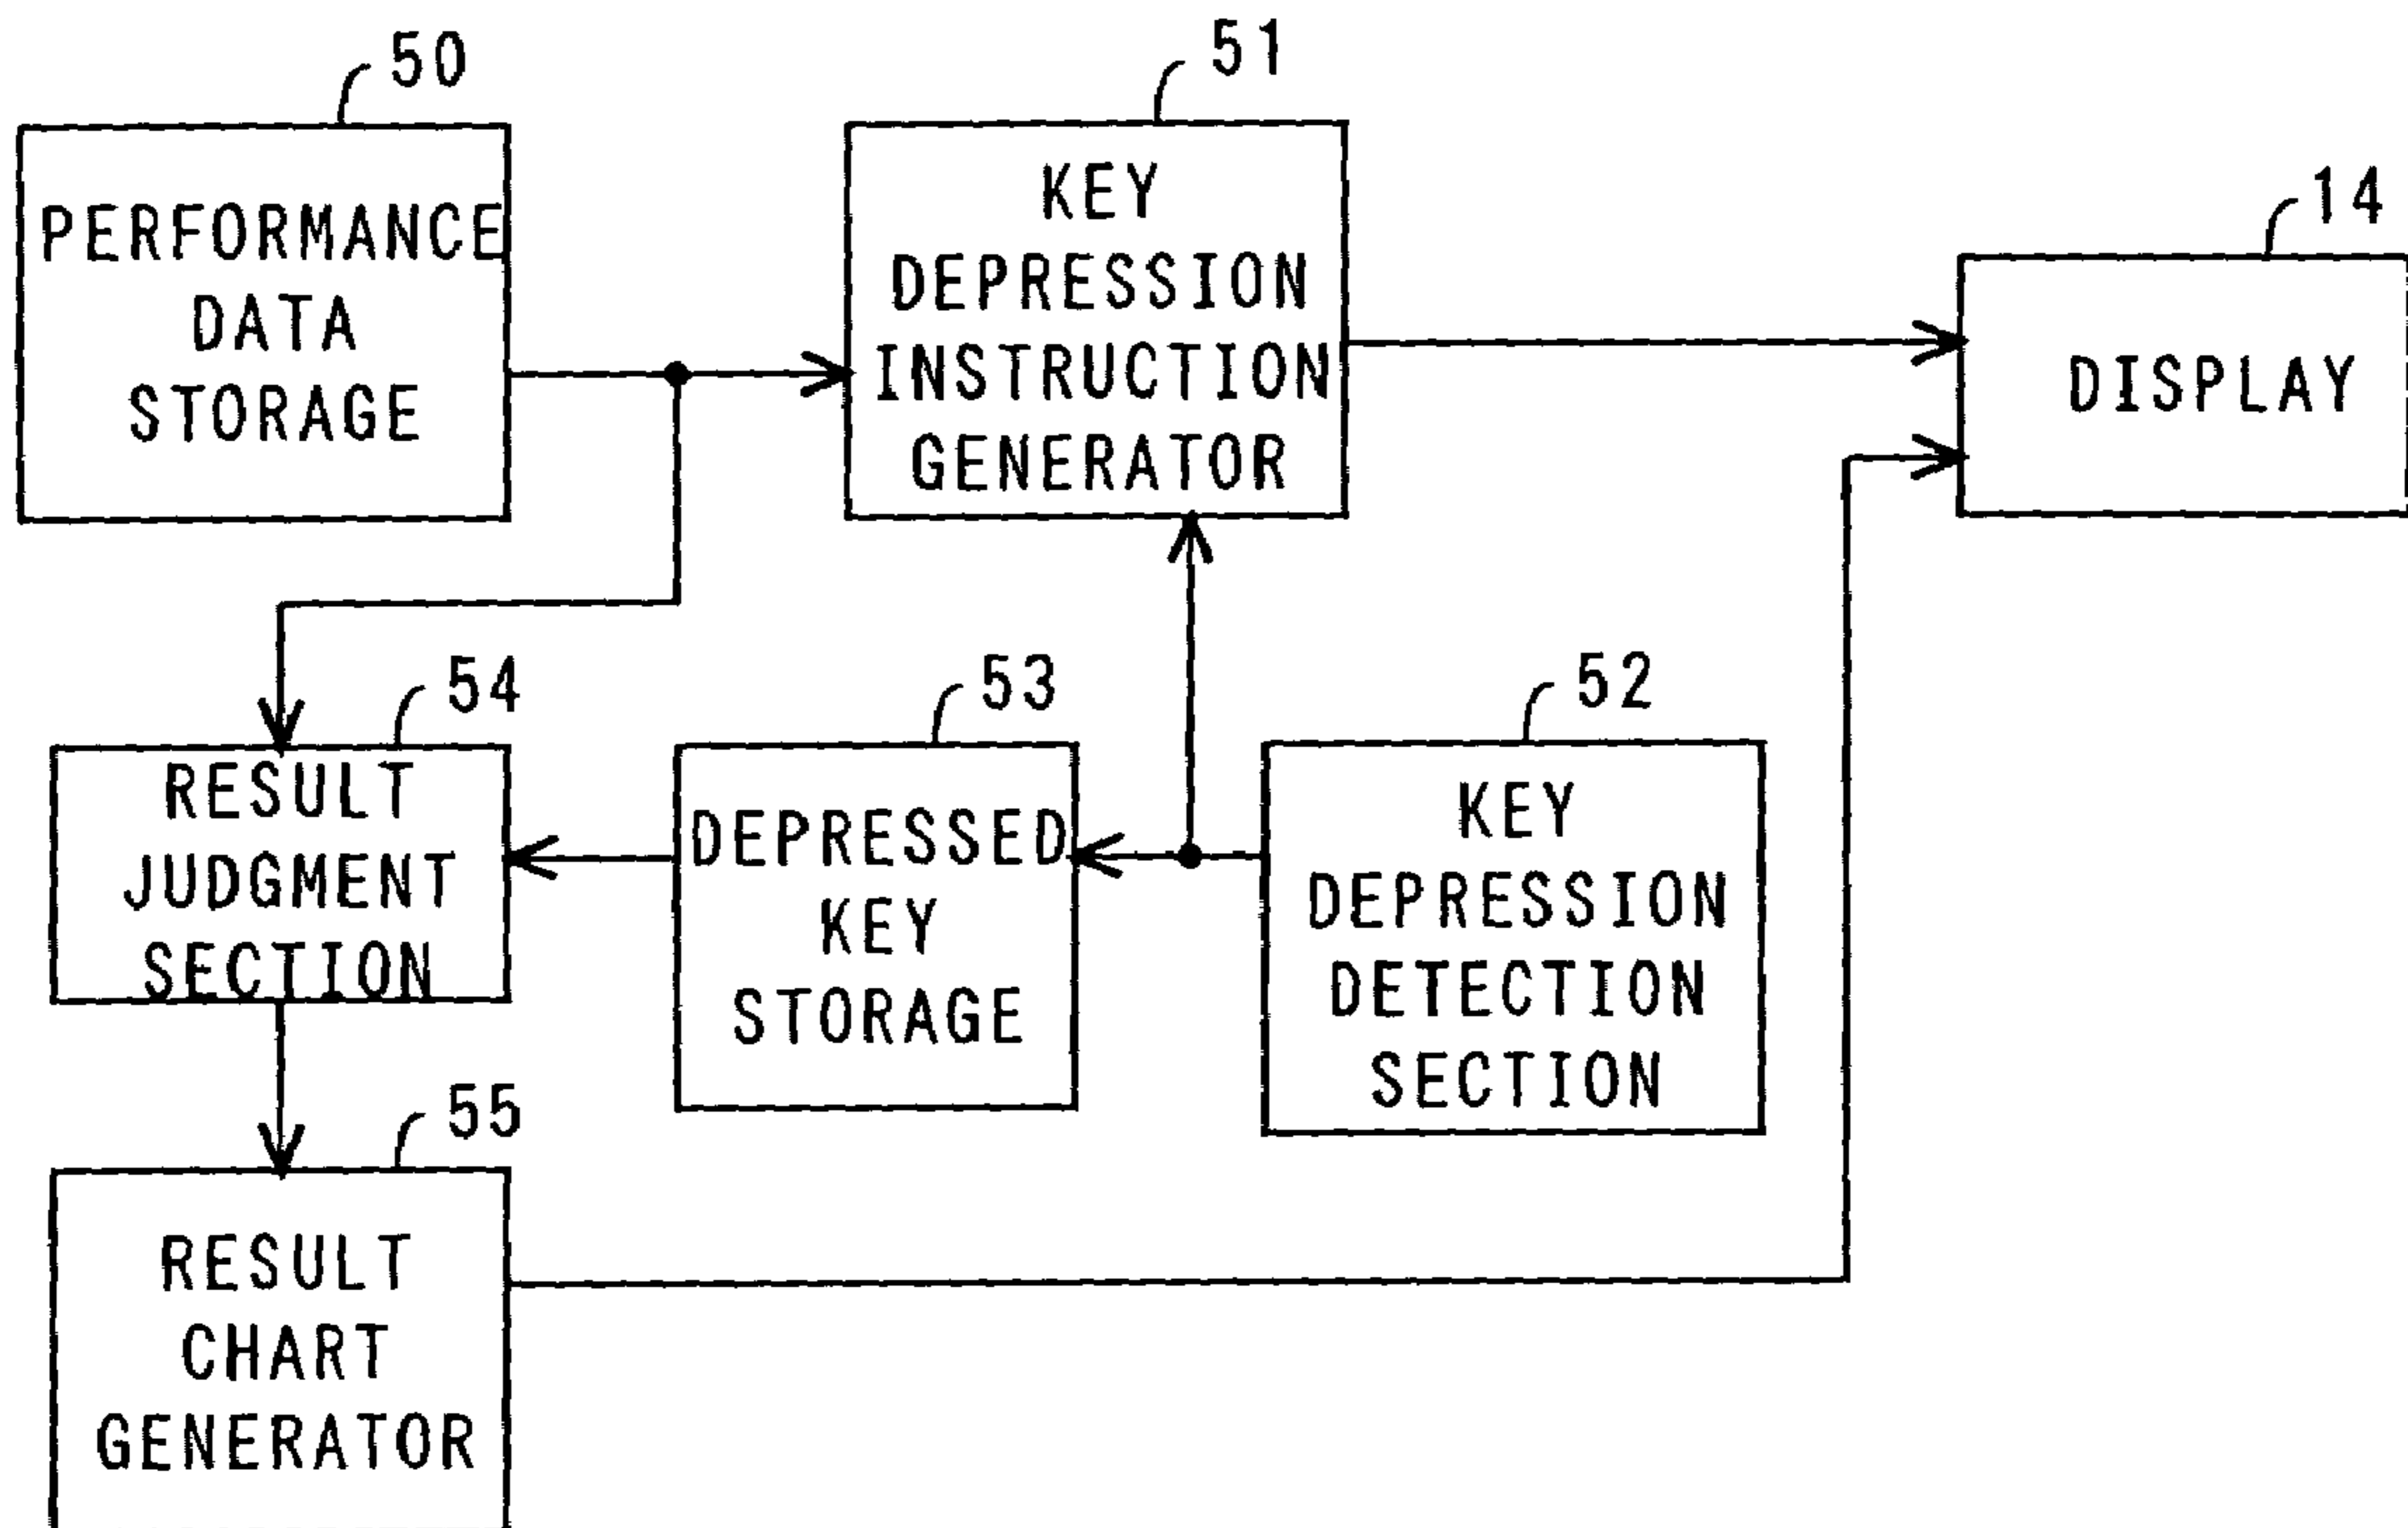 50
PERFORMANCE
DATA
STORAGE
51
KEY
DEPRESSION
INSTRUCTION
GENERATOR
14
DISPLAY
54
RESULT
JUDGMENT
SECTION
53
DEPRESSED
KEY
STORAGE
52
KEY
DEPRESSION
DETECTION
SECTION
55
RESULT
CHART
GENERATOR